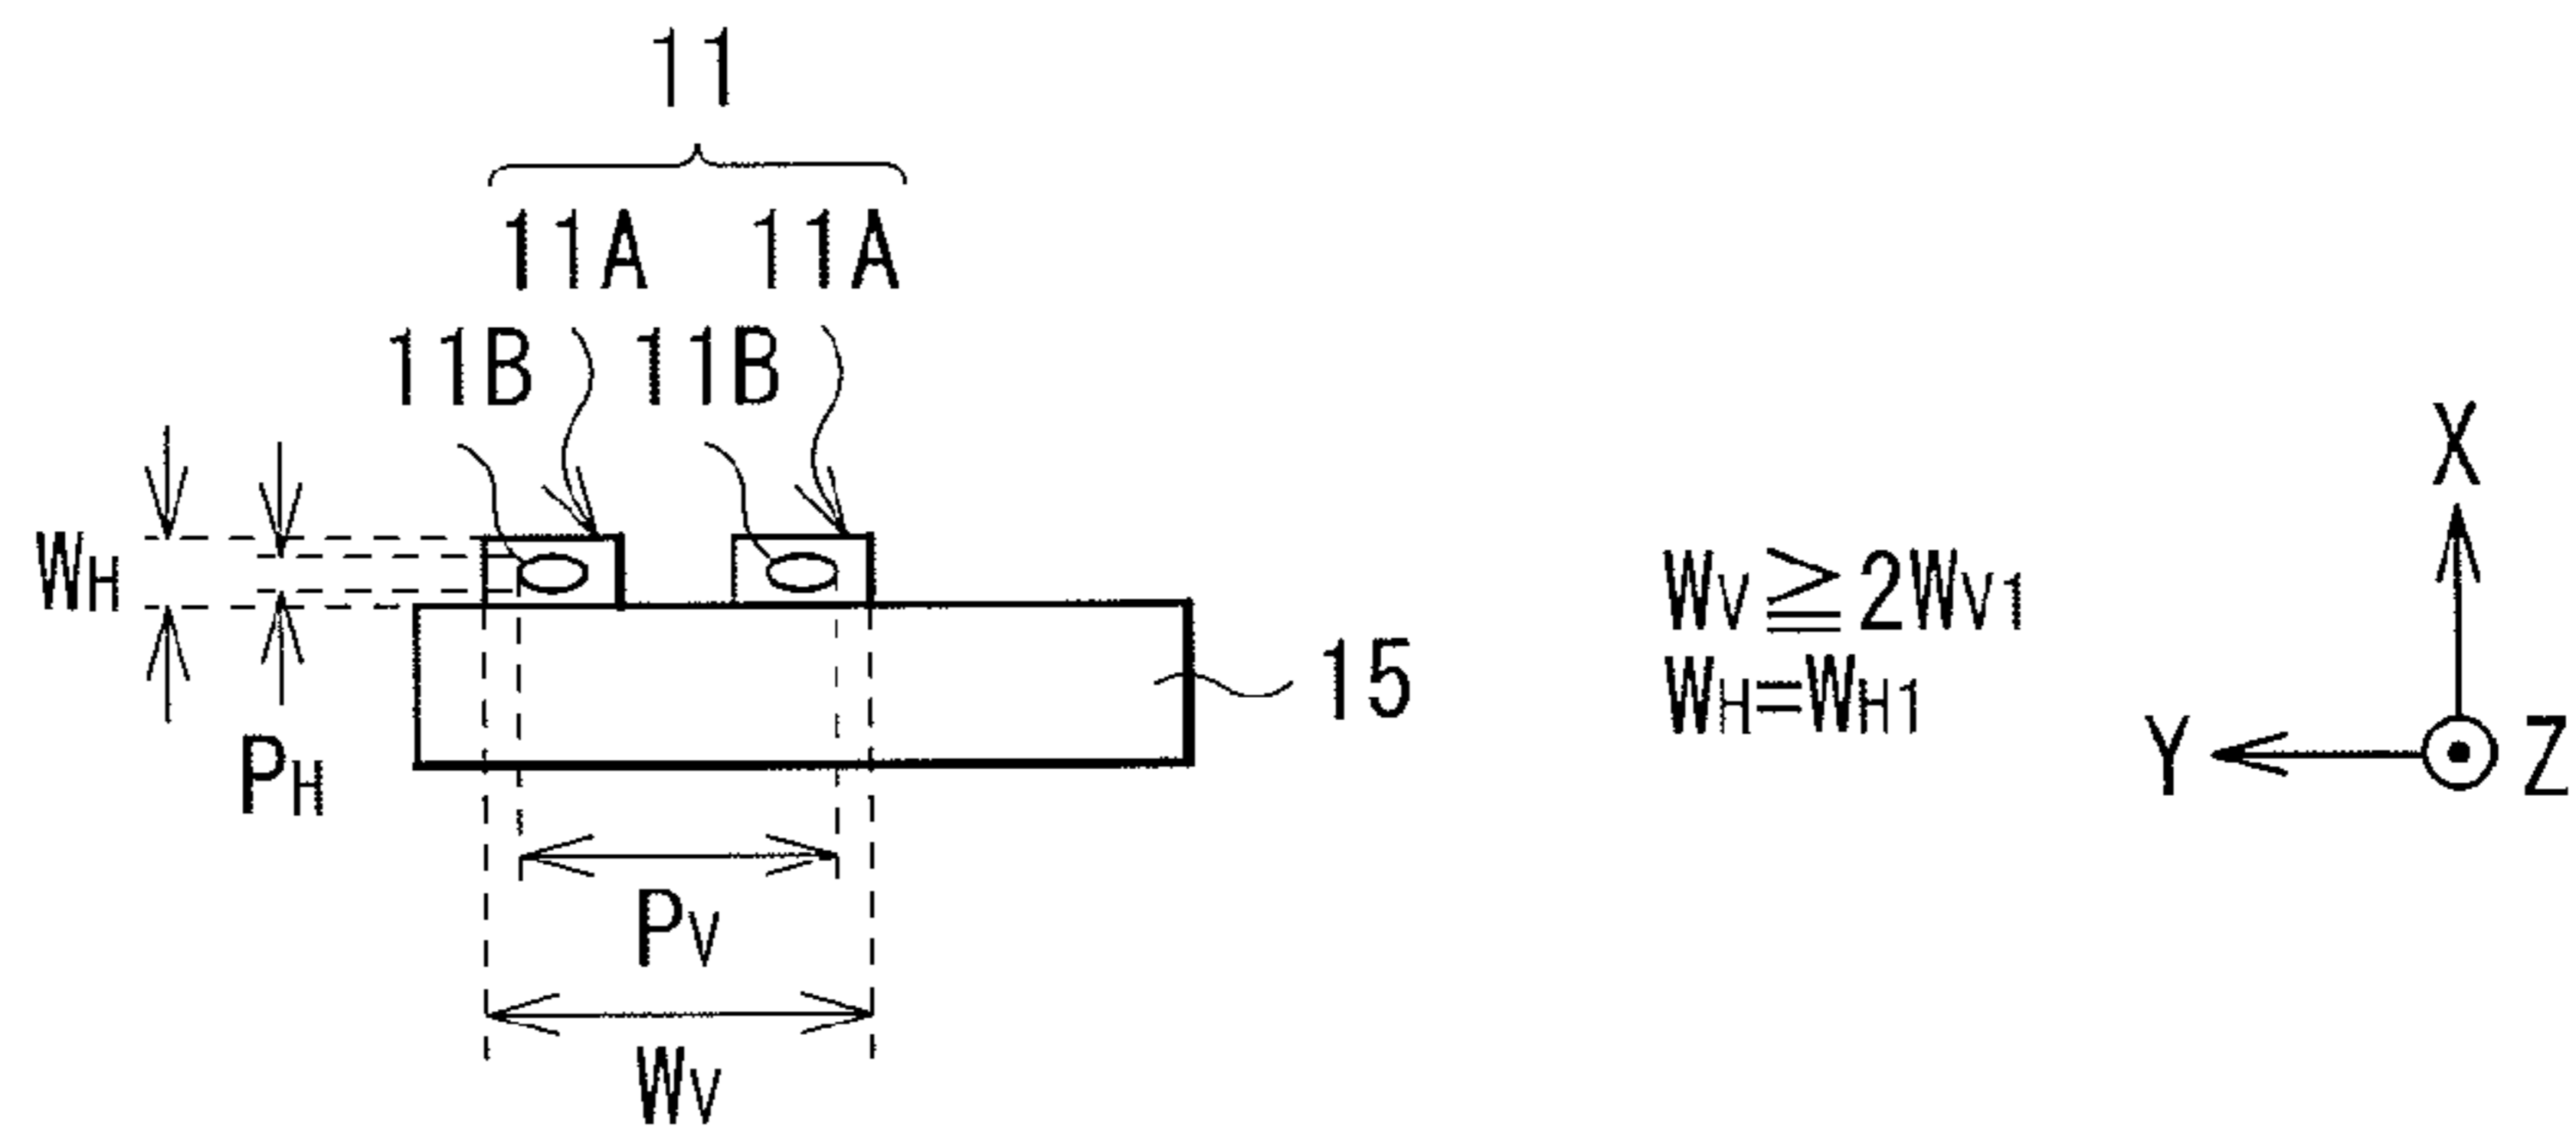 11
11A 11A
11B 11B
X
WH
WV≧2WV1
WH=WH1
15
Y Z
PH
PV
WV